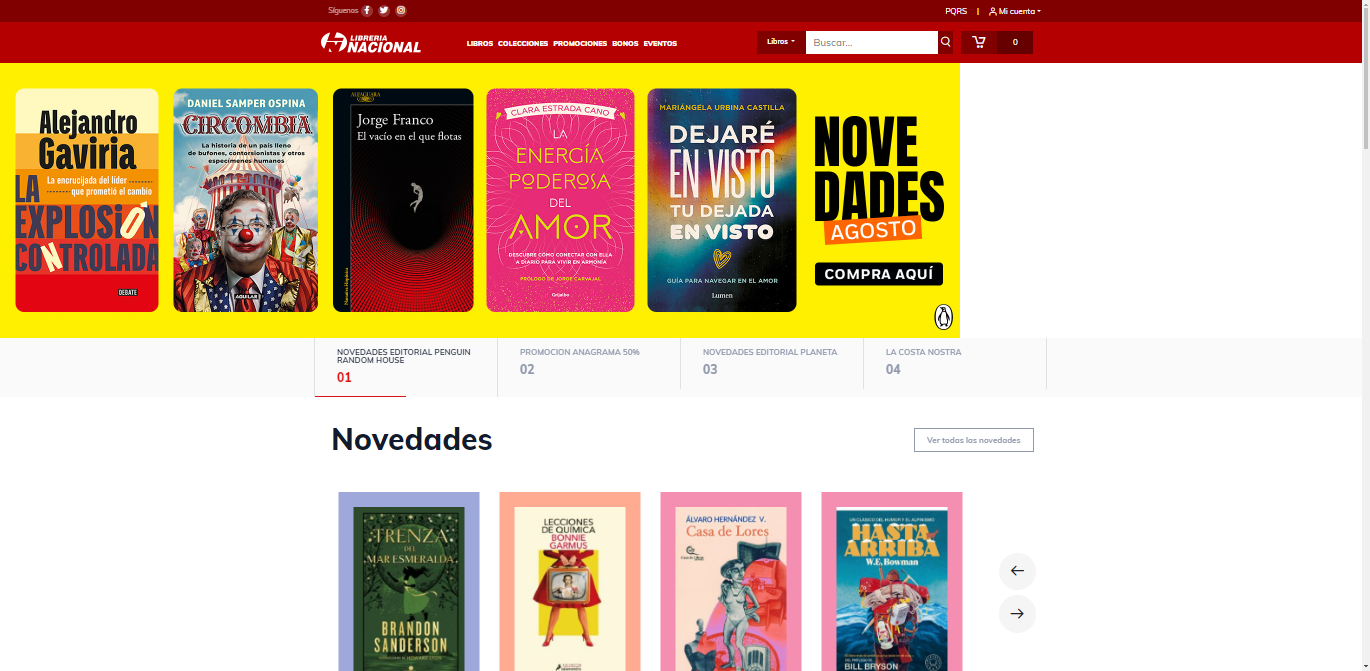 Síguenos
PQRS
Mi cuenta
LIBRERIA
NACIONAL
LIBROS COLECCIONES PROMOCIONES BONOS EVENTOS
Libros
Buscar...
0
Alejandro
Gaviria
La encrucijada del líder
que prometió el cambio
LA
EXPLOSIÓN
CONTROLADA
DEBATE
DANIEL SAMPER OSPINA
CIRCOMBIA
La historia de un país lleno
de bufones, contorsionistas y otros
especímenes humanos
AGUILAR
ALFAGUARA
Jorge Franco
El vacío en el que flotas
Narrativa Hispánica
CLARA ESTRADA CANO
LA
ENERGÍA
PODEROSA
DEL
AMOR
DESCUBRE CÓMO CONECTAR CON ELLA
A DIARIO PARA VIVIR EN ARMONÍA
PRÓLOGO DE JORGE CARVAJAL
Grijalbo
MARIÁNGELA URBINA CASTILLA
DEJARÉ
EN VISTO
TU DEJADA
EN VISTO
GUÍA PARA NAVEGAR EN EL AMOR
Lumen
NOVE
DADES
AGOSTO
COMPRA AQUÍ
NOVEDADES EDITORIAL PENGUIN
RANDOM HOUSE
01
PROMOCION ANAGRAMA 50%
02
NOVEDADES EDITORIAL PLANETA
03
LA COSTA NOSTRA
04
Novedades
Ver todas las novedades
TRENZA
DEL
MAR ESMERALDA
BRANDON
SANDERSON
LECCIONES
DE QUÍMICA
BONNIE
GARMUS
ÁLVARO HERNÁNDEZ V.
Casa de Lores
UN CLÁSICO DEL HUMOR Y EL ALPINISMO
HASTA
ARRIBA
W.E. Bowman
BILL BRYSON